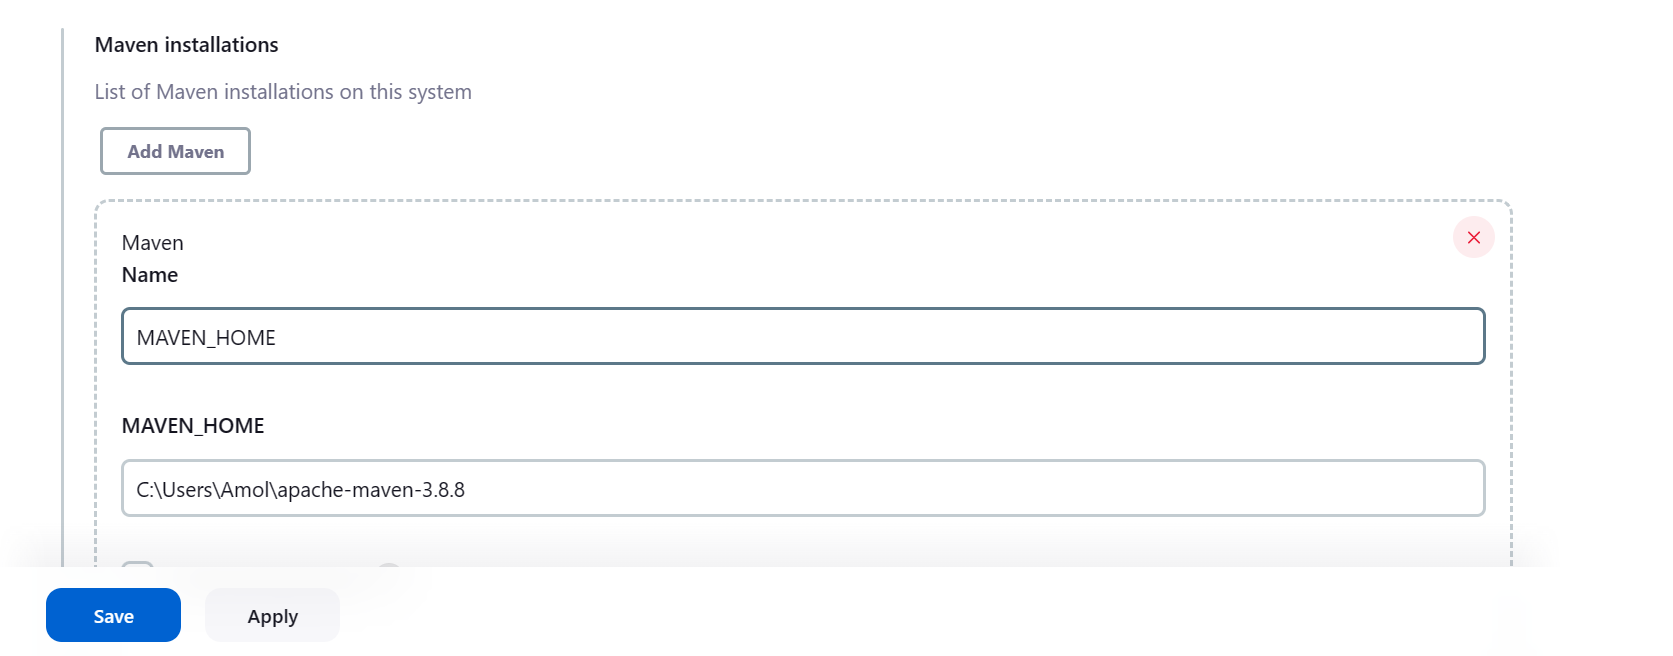 Maven installations
List of Maven installations on this system
Add Maven
Maven
Name
MAVEN_HOME
MAVEN_HOME
C:\Users\Amol\apache-maven-3.8.8
Save
Apply